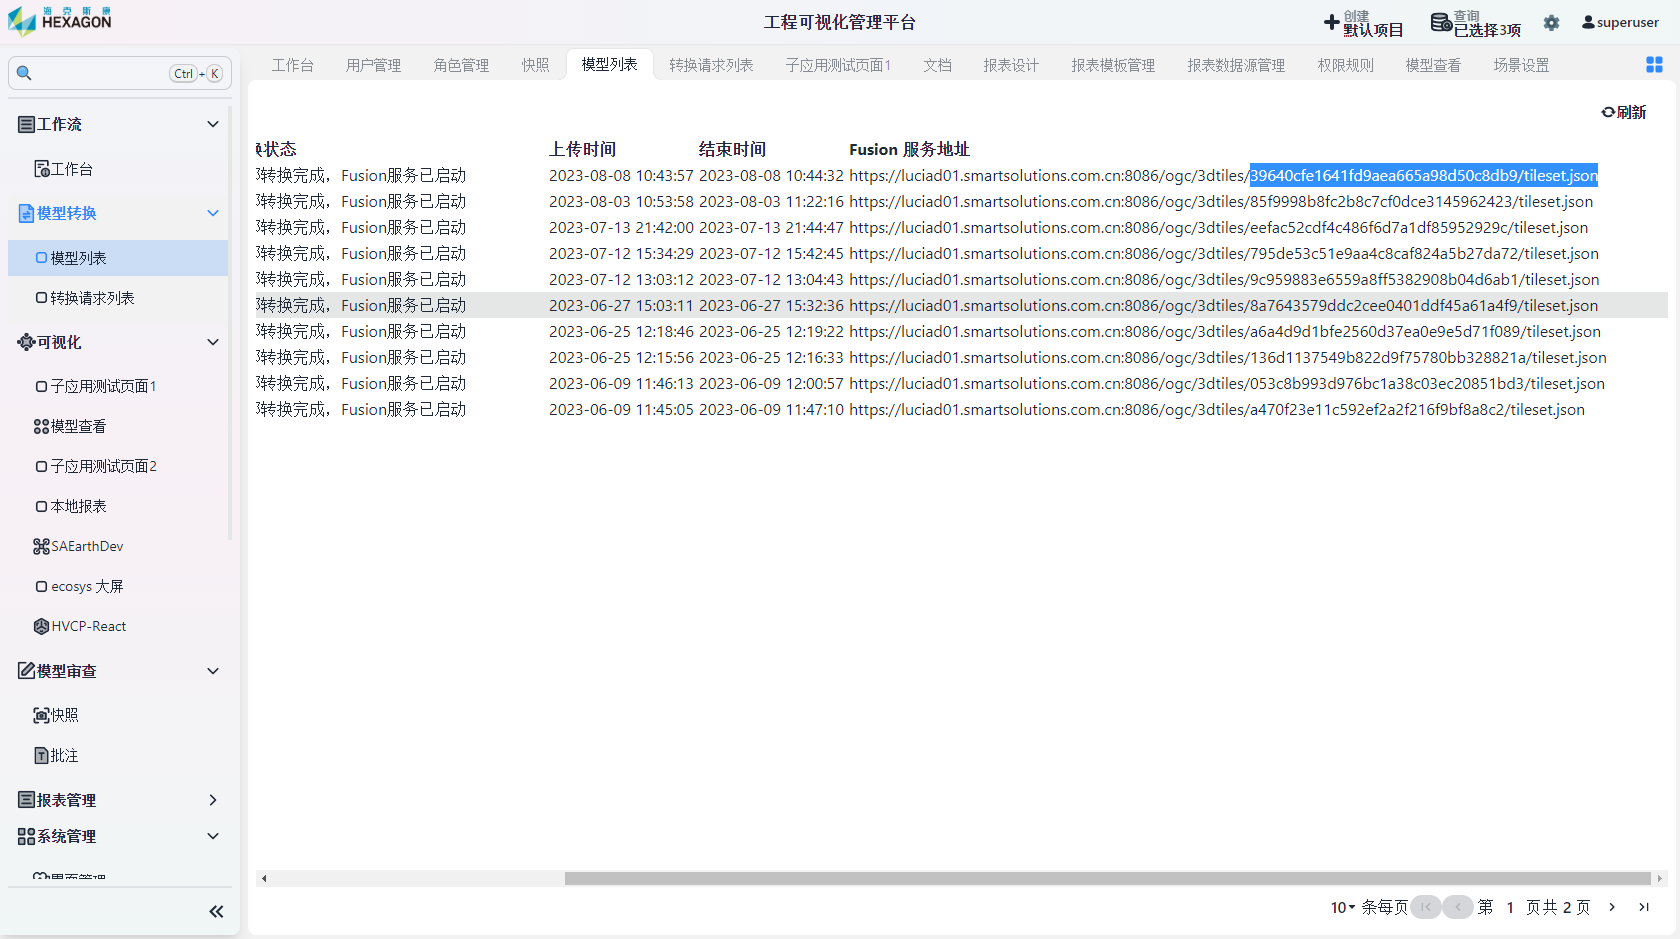 海克斯康
HEXAGON
工程可视化管理平台
创建
默认项目
查询
已选择3项
superuser
Ctrl + K
工作台 用户管理 角色管理 快照 模型列表 转换请求列表 子应用测试页面1 文档 报表设计 报表模板管理 报表数据源管理 权限规则 模型查看 场景设置
工作流
工作台
模型转换
模型列表
转换请求列表
可视化
子应用测试页面1
模型查看
子应用测试页面2
本地报表
SAEarthDev
ecosys 大屏
HVCP-React
模型审查
快照
批注
报表管理
系统管理
刷新
状态 上传时间 结束时间 Fusion 服务地址
转换完成，Fusion服务已启动 2023-08-08 10:43:57 2023-08-08 10:44:32 https://luciad01.smartsolutions.com.cn:8086/ogc/3dtiles/39640cfe1641fd9aea665a98d50c8db9/tileset.json
转换完成，Fusion服务已启动 2023-08-03 10:53:58 2023-08-03 11:22:16 https://luciad01.smartsolutions.com.cn:8086/ogc/3dtiles/85f9998b8fc2b8c7cf0dce3145962423/tileset.json
转换完成，Fusion服务已启动 2023-07-13 21:42:00 2023-07-13 21:44:47 https://luciad01.smartsolutions.com.cn:8086/ogc/3dtiles/eefac52cdf4c486f6d7a1df85952929c/tileset.json
转换完成，Fusion服务已启动 2023-07-12 15:34:29 2023-07-12 15:42:45 https://luciad01.smartsolutions.com.cn:8086/ogc/3dtiles/795de53c51e9aa4c8caf824a5b27da72/tileset.json
转换完成，Fusion服务已启动 2023-07-12 13:03:12 2023-07-12 13:04:43 https://luciad01.smartsolutions.com.cn:8086/ogc/3dtiles/9c959883e6559a8ff5382908b04d6ab1/tileset.json
转换完成，Fusion服务已启动 2023-06-27 15:03:11 2023-06-27 15:32:36 https://luciad01.smartsolutions.com.cn:8086/ogc/3dtiles/8a7643579ddc2cee0401ddf45a61a4f9/tileset.json
转换完成，Fusion服务已启动 2023-06-25 12:18:46 2023-06-25 12:19:22 https://luciad01.smartsolutions.com.cn:8086/ogc/3dtiles/a6a4d9d1bfe2560d37ea0e9e5d71f089/tileset.json
转换完成，Fusion服务已启动 2023-06-25 12:15:56 2023-06-25 12:16:33 https://luciad01.smartsolutions.com.cn:8086/ogc/3dtiles/136d1137549b822d9f75780bb328821a/tileset.json
转换完成，Fusion服务已启动 2023-06-09 11:46:13 2023-06-09 12:00:57 https://luciad01.smartsolutions.com.cn:8086/ogc/3dtiles/053c8b993d976bc1a38c03ec20851bd3/tileset.json
转换完成，Fusion服务已启动 2023-06-09 11:45:05 2023-06-09 11:47:10 https://luciad01.smartsolutions.com.cn:8086/ogc/3dtiles/a470f23e11c592ef2a2f216f9bf8a8c2/tileset.json
10 条每页 第 1 页共 2 页